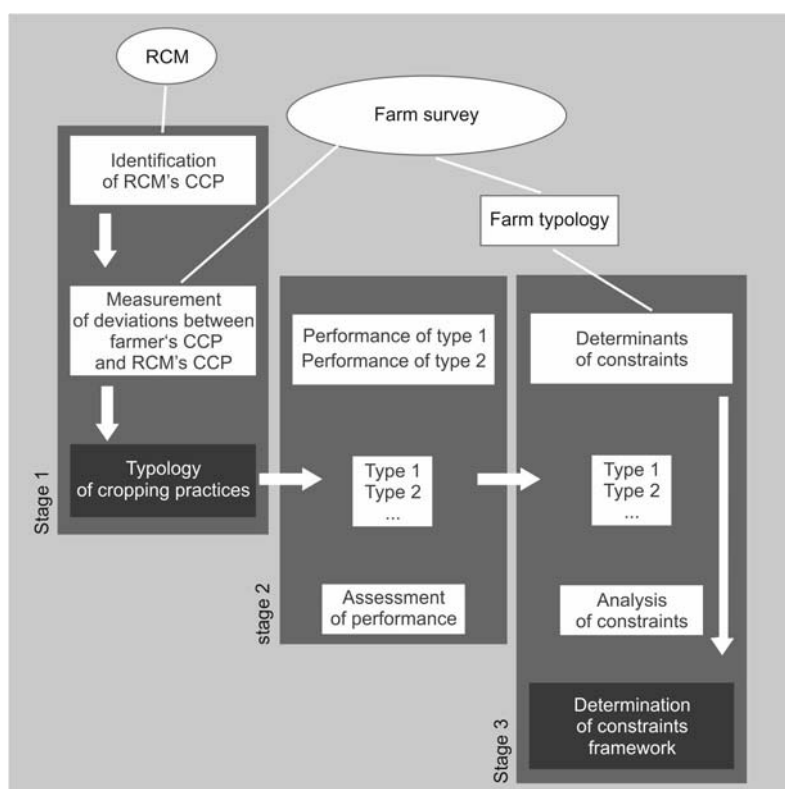 RCM
Farm survey
Identification
of RCM's CCP
Farm typology
Measurement
of deviations between
farmer‘s CCP
and RCM's CCP
Typology
of cropping practices
Stage 1
Performance of type 1
Performance of type 2
Type 1
Type 2
...
Assessment
of performance
stage 2
Determinants
of constraints
Type 1
Type 2
...
Analysis
of constraints
Determination
of constraints
framework
Stage 3